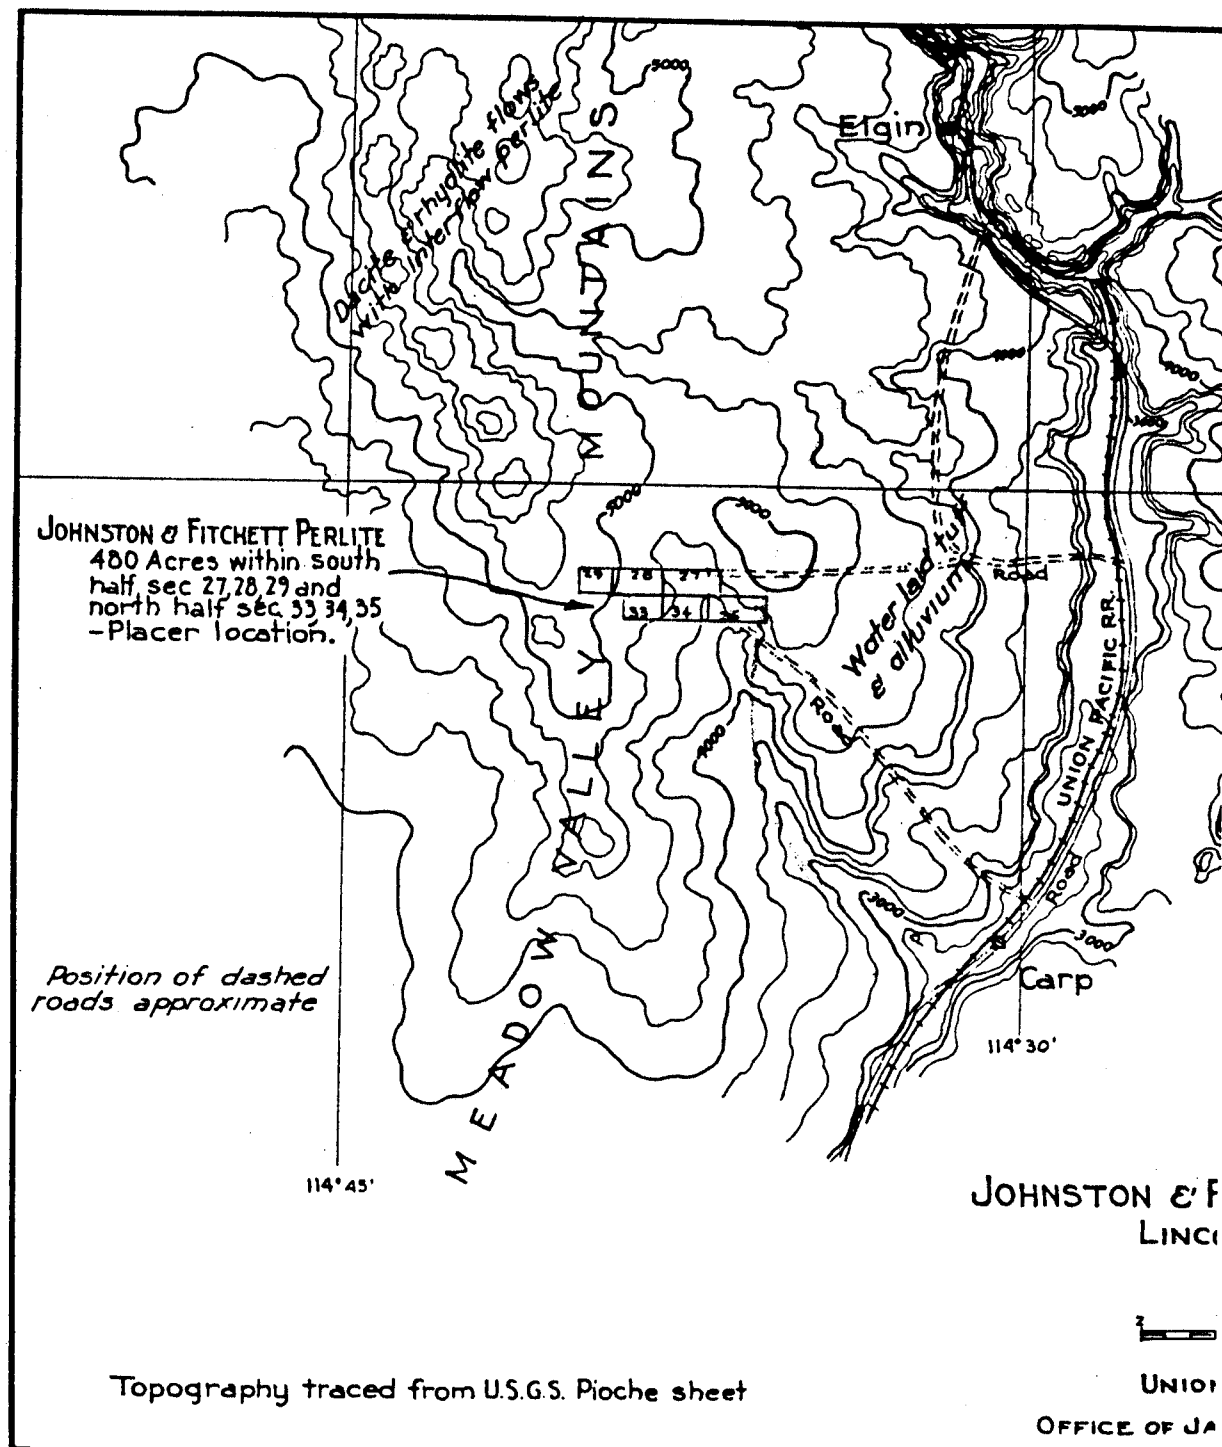 5000
5000
Elgin
Dacite & rhyolite flows
with interflow perlite
MEADOW VALLEY MOUNTAINS
4000
4000
3000
5000
5000
JOHNSTON & FITCHETT PERLITE
480 Acres within south
half, sec 27,28,29 and
north half sec, 33,34,35
-Placer location.
29 28 27
33 34 35
Road
Water laid tuff
& alluvium
Road
UNION PACIFIC R.R.
4000
Road
3000
3000
Carp
Position of dashed
roads approximate
114°30'
114°45'
JOHNSTON &
LINC
2
Topography traced from U.S.G.S. Pioche sheet
UNION
OFFICE OF JA